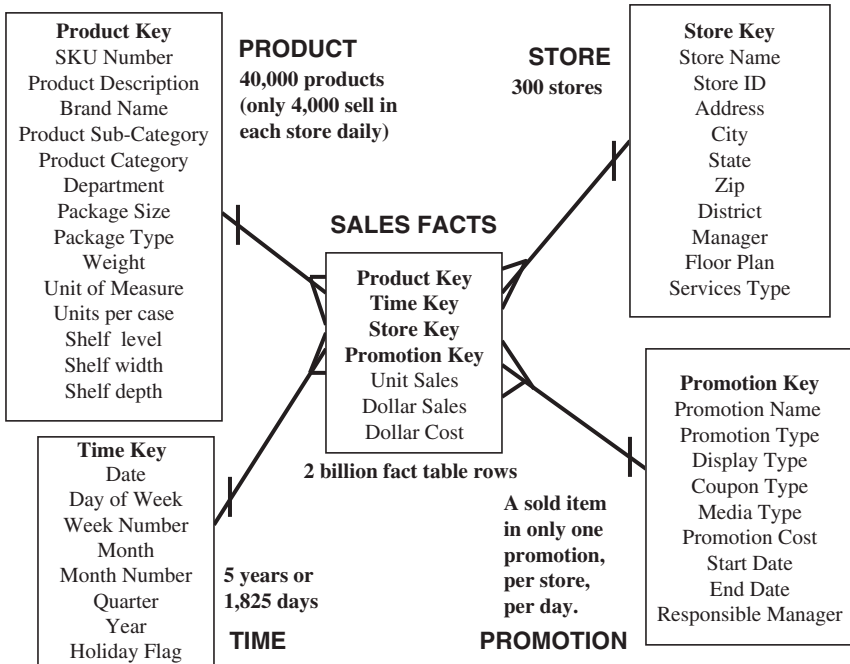 Product Key
SKU Number
Product Description
Brand Name
Product Sub-Category
Product Category
Department
Package Size
Package Type
Weight
Unit of Measure
Units per case
Shelf level
Shelf width
Shelf depth
PRODUCT
40,000 products
(only 4,000 sell in
each store daily)
STORE
300 stores
Store Key
Store Name
Store ID
Address
City
State
Zip
District
Manager
Floor Plan
Services Type
SALES FACTS
Product Key
Time Key
Store Key
Promotion Key
Unit Sales
Dollar Sales
Dollar Cost
2 billion fact table rows
Time Key
Date
Day of Week
Week Number
Month
Month Number
Quarter
Year
Holiday Flag
5 years or
1,825 days
TIME
A sold item
in only one
promotion,
per store,
per day.
PROMOTION
Promotion Key
Promotion Name
Promotion Type
Display Type
Coupon Type
Media Type
Promotion Cost
Start Date
End Date
Responsible Manager